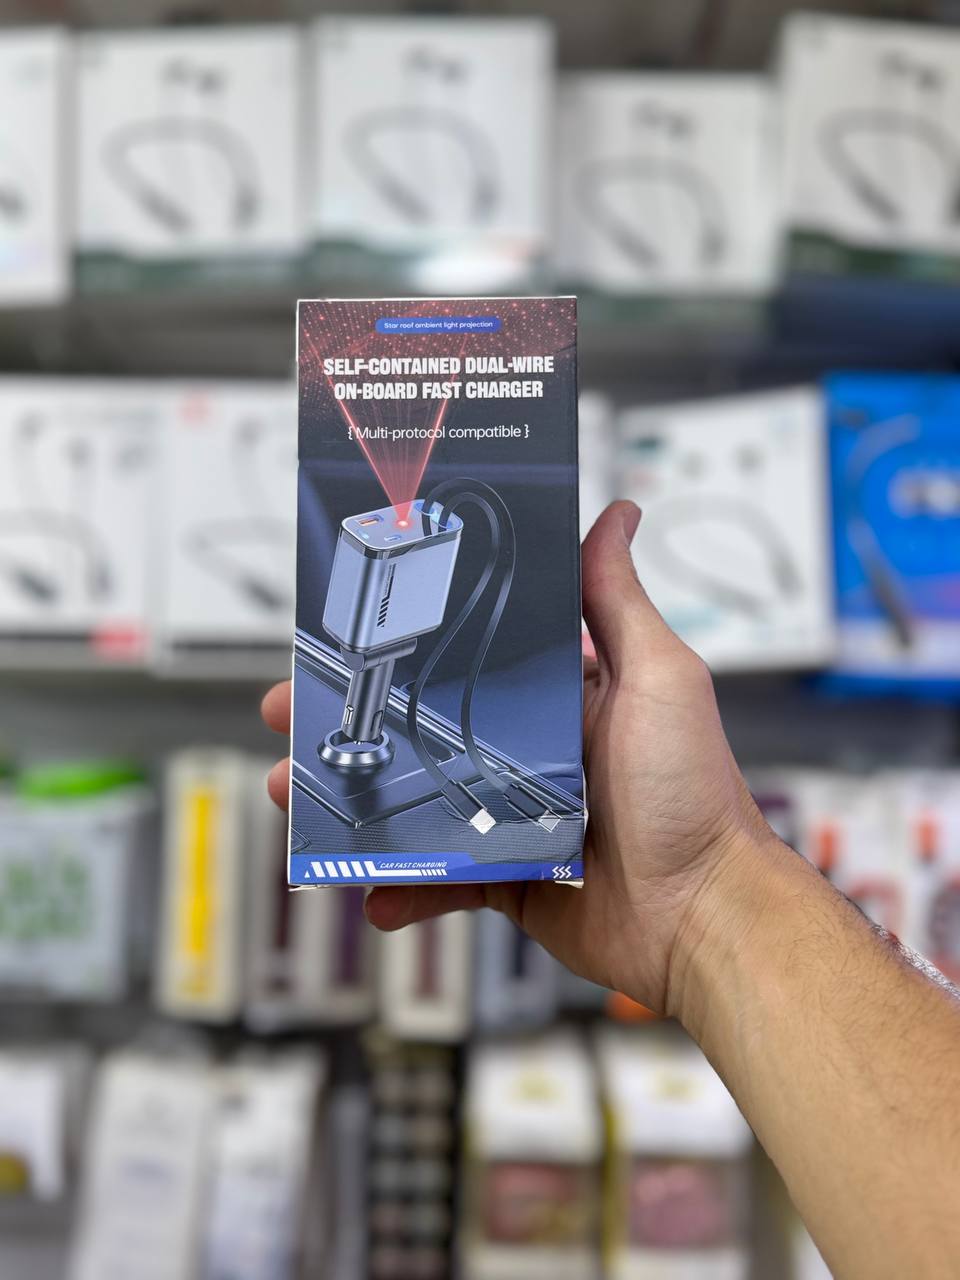 Star roof ambient light projection
SELF-CONTAINED DUAL-WIRE
ON-BOARD FAST CHARGER
{ Multi-protocol compatible }
CAR FAST CHARGING